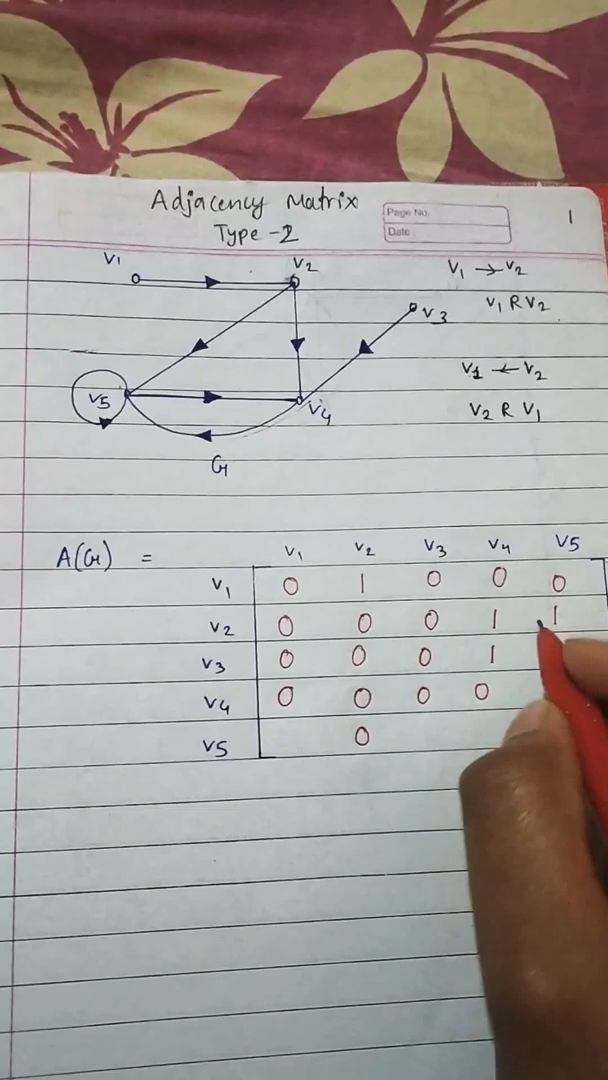 Adjacency Matrix
Type-2
Page No.
Date
1
V1
V2
V1 → V2
V3
V1 R V2
V1 ← V2
V5
V4
V2 R V1
G
A(G) =
V1 V2 V3 V4 V5
V1 0 1 0 0 0
V2 0 0 0 1 1
V3 0 0 0 1
V4 0 0 0 0
V5 0